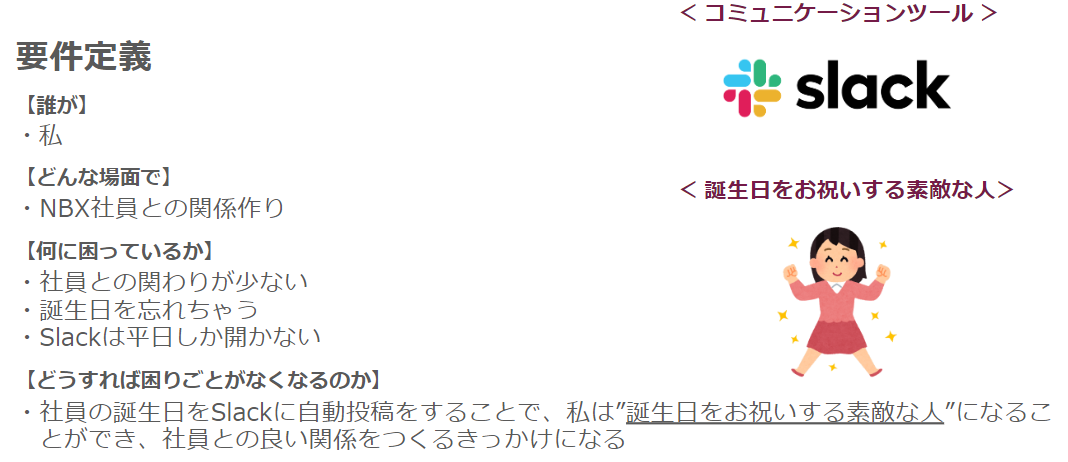 ＜ コミュニケーションツール ＞
slack
要件定義
【誰が】
・私
【どんな場面で】
・NBX社員との関係作り
＜ 誕生日をお祝いする素敵な人＞
【何に困っているか】
・社員との関わりが少ない
・誕生日を忘れちゃう
・Slackは平日しか開かない
【どうすれば困りごとがなくなるのか】
・社員の誕生日をSlackに自動投稿をすることで、私は”誕生日をお祝いする素敵な人”になるこ
とができ、社員との良い関係をつくるきっかけになる